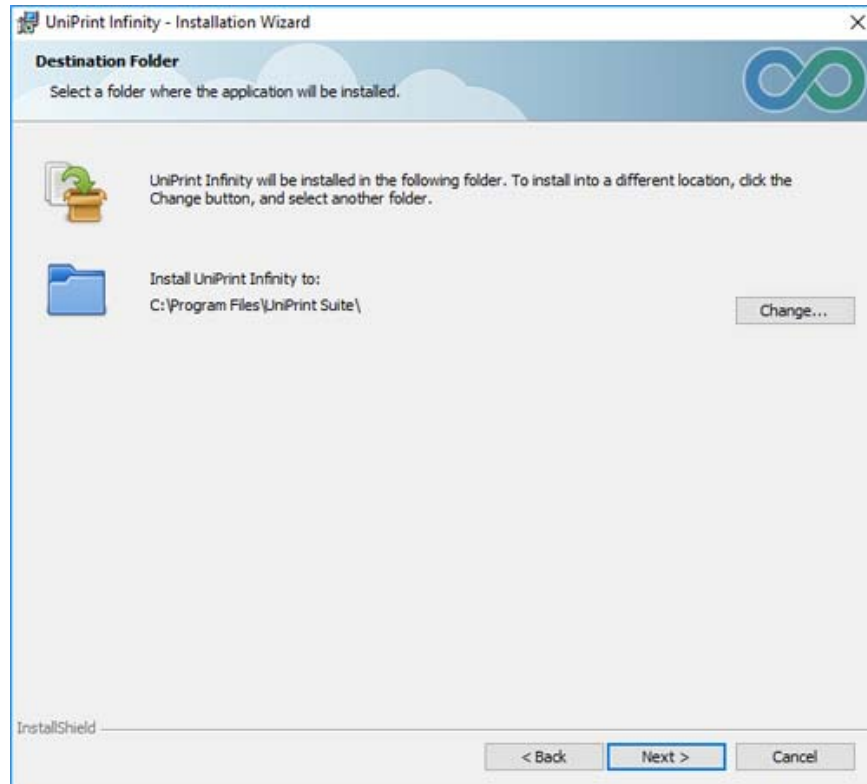 UniPrint Infinity - Installation Wizard
Destination Folder
Select a folder where the application will be installed.
UniPrint Infinity will be installed in the following folder. To install into a different location, click the
Change button, and select another folder.
Install UniPrint Infinity to:
C:\Program Files\UniPrint Suite\
Change...
InstallShield
< Back
Next >
Cancel